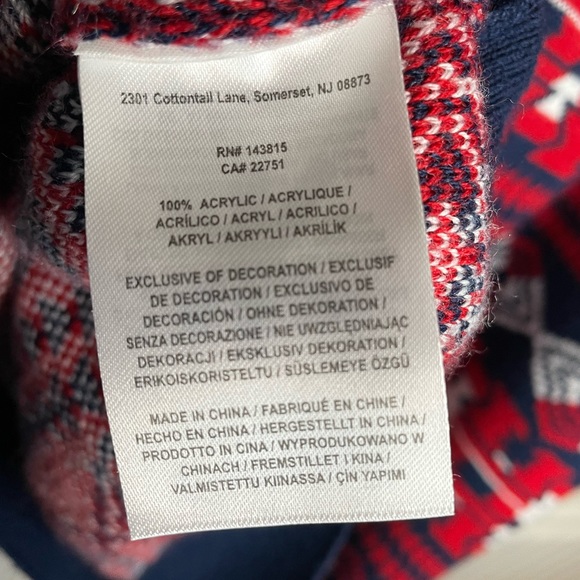 2301 Cottontail Lane, Somerset, NJ 08873
RN# 143815
CA# 22751
100% ACRYLIC / ACRYLIQUE /
ACRÍLICO / ACRYL / ACRILICO /
AKRYL / AKRYYLI / AKRİLİK
EXCLUSIVE OF DECORATION / EXCLUSIF
DE DECORATION / EXCLUSIVO DE
DECORACIÓN / OHNE DEKORATION /
SENZA DECORAZIONE / NIE UWZGLĘDNIAJĄC
DEKORACJI / EKSKLUSIV DEKORATION /
ERIKOISKORISTELTU / SÜSLEMEYE ÖZGÜ
MADE IN CHINA / FABRIQUÉ EN CHINE /
HECHO EN CHINA / HERGESTELLT IN CHINA /
PRODOTTO IN CINA / WYPRODUKOWANO W
CHINACH / FREMSTILLET I KINA /
VALMISTETTU KIINASSA / ÇİN YAPIMI